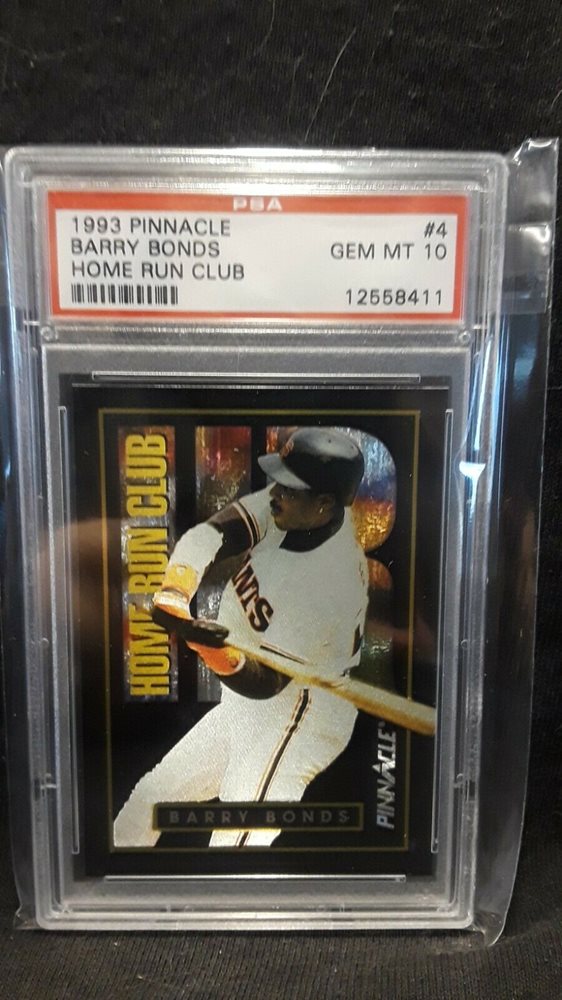 PSA
1993 PINNACLE #4
BARRY BONDS GEM MT 10
HOME RUN CLUB
12558411
HOME RUN CLUB
ANTS
PINNACLE
BARRY BONDS